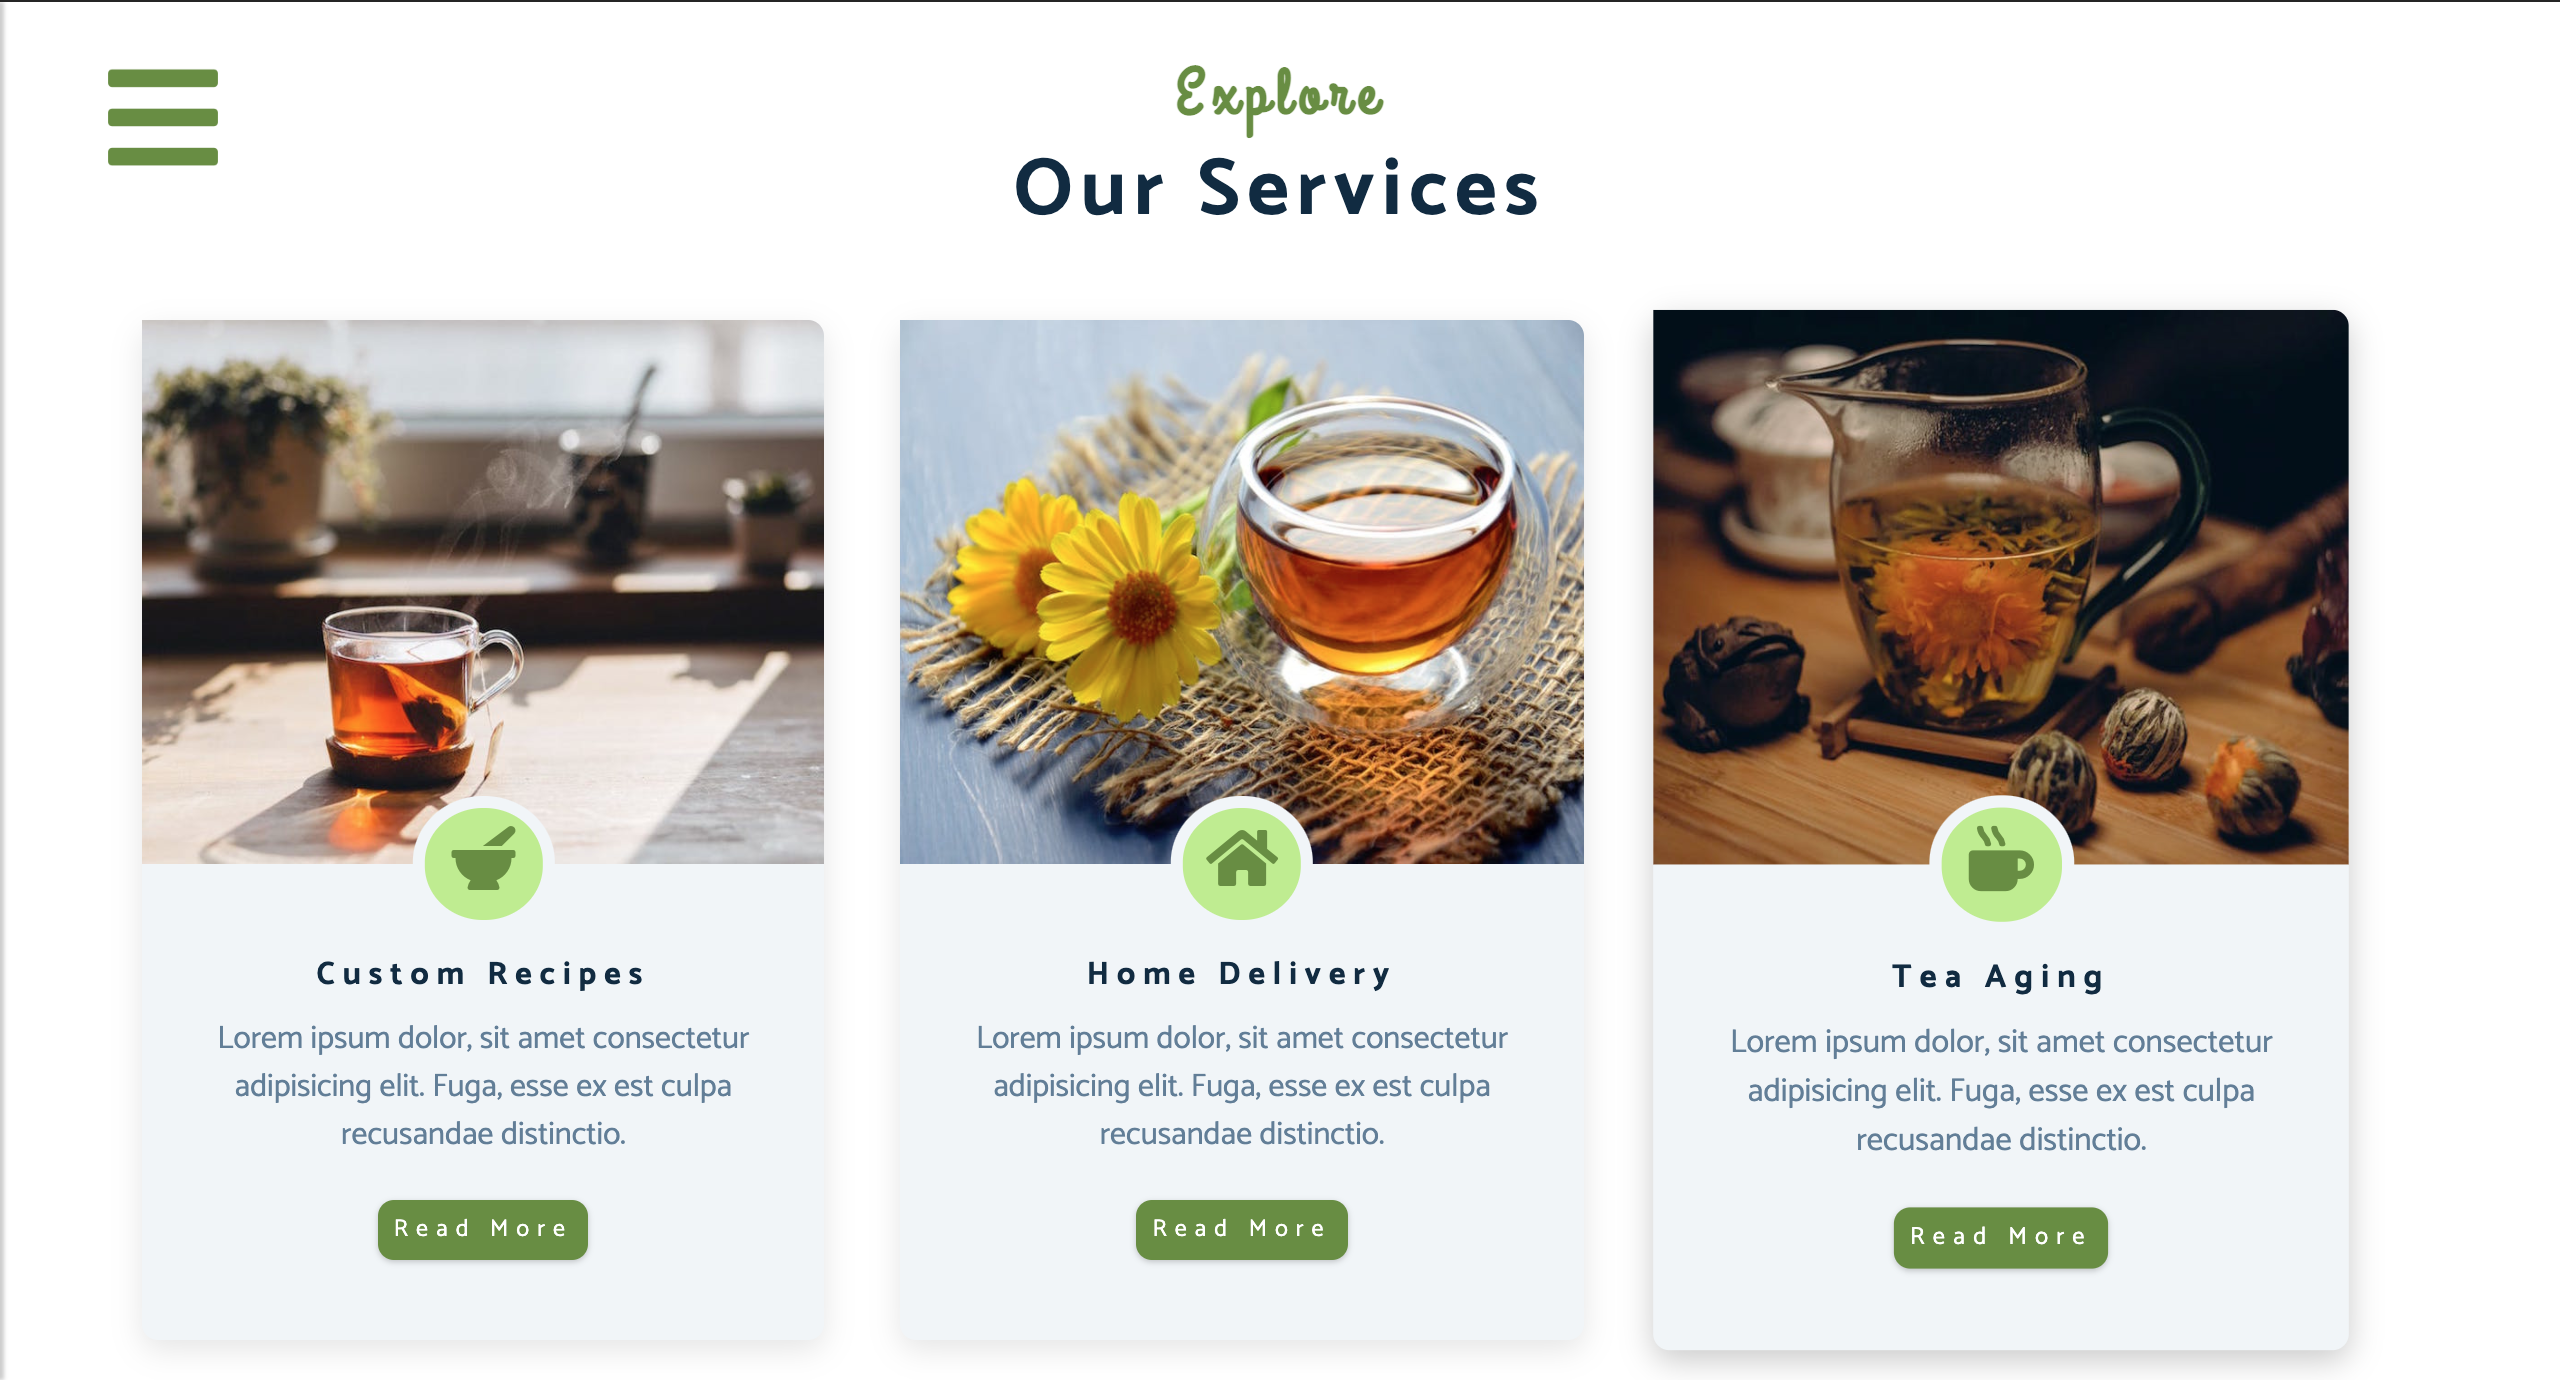 Explore
Our Services
Custom Recipes
Lorem ipsum dolor, sit amet consectetur
adipisicing elit. Fuga, esse ex est culpa
recusandae distinctio.
Read More
Home Delivery
Lorem ipsum dolor, sit amet consectetur
adipisicing elit. Fuga, esse ex est culpa
recusandae distinctio.
Read More
Tea Aging
Lorem ipsum dolor, sit amet consectetur
adipisicing elit. Fuga, esse ex est culpa
recusandae distinctio.
Read More